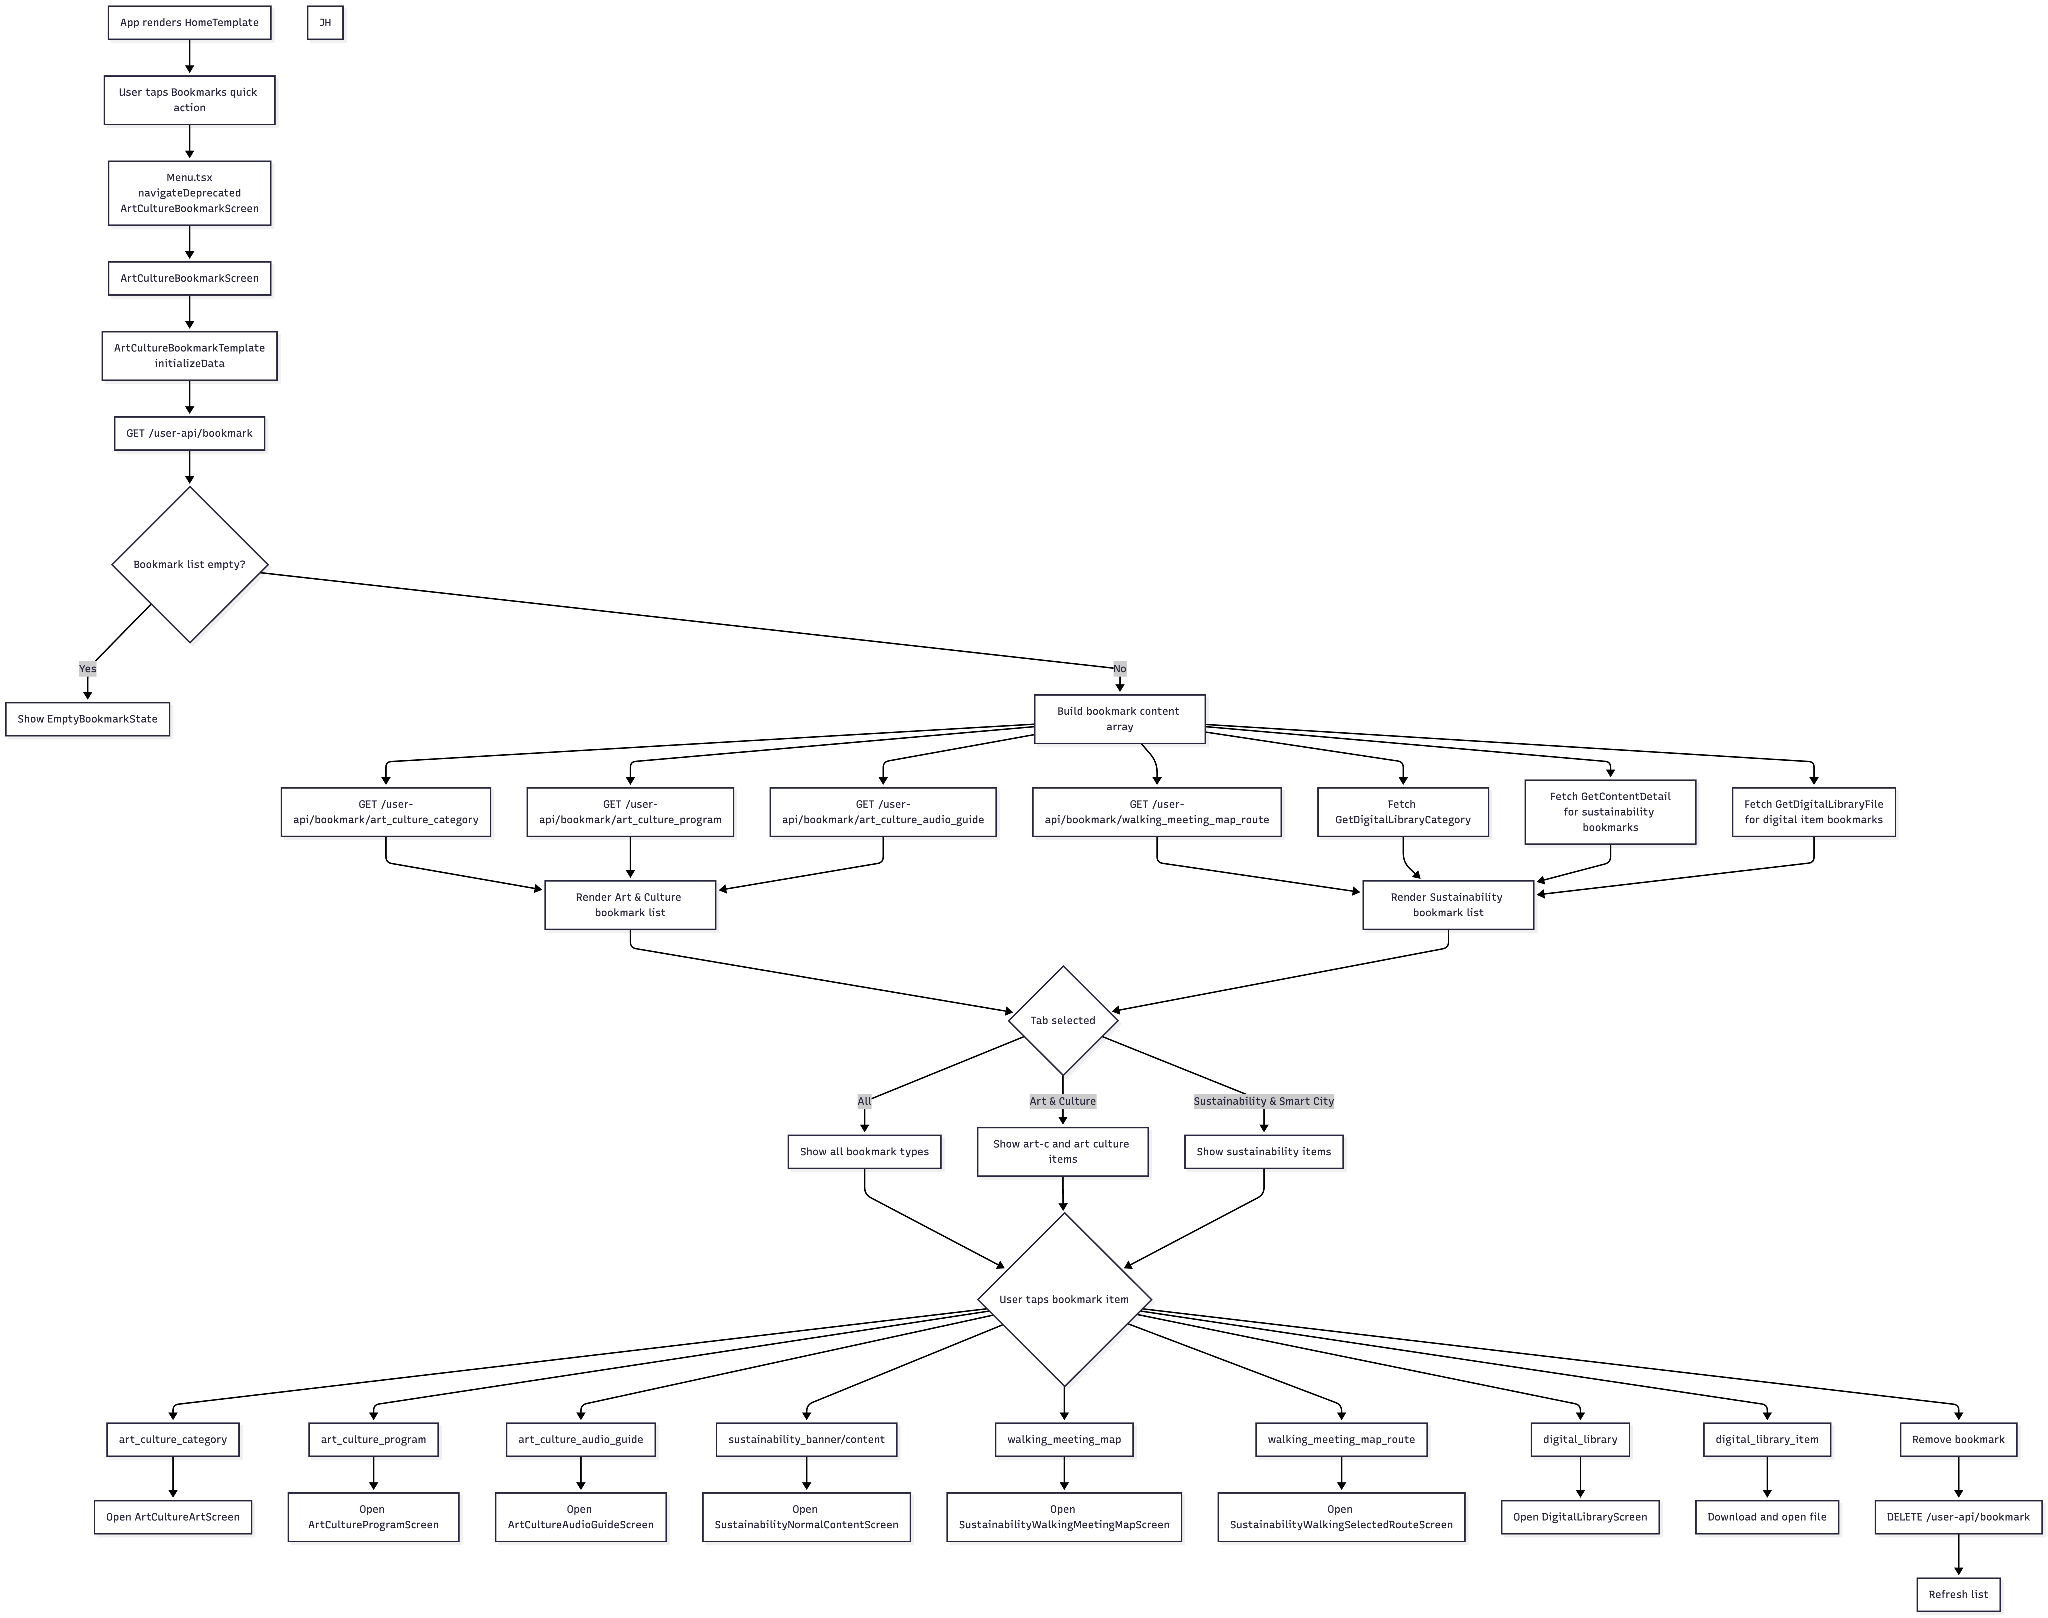 App renders HomeTemplate
JH
User taps Bookmarks quick
action
Menu.tsx
navigateDeprecated
ArtCultureBookmarkScreen
ArtCultureBookmarkScreen
ArtCultureBookmarkTemplate
initializeData
GET /user-api/bookmark
Bookmark list empty?
Yes
No
Show EmptyBookmarkState
Build bookmark content
array
GET /user-
api/bookmark/art_culture_category
GET /user-
api/bookmark/art_culture_program
GET /user-
api/bookmark/art_culture_audio_guide
GET /user-
api/bookmark/walking_meeting_map_route
Fetch
GetDigitalLibraryCategory
Fetch GetContentDetail
for sustainability
bookmarks
Fetch GetDigitalLibraryFile
for digital item bookmarks
Render Art & Culture
bookmark list
Render Sustainability
bookmark list
Tab selected
All
Art & Culture
Sustainability & Smart City
Show all bookmark types
Show art-c and art culture
items
Show sustainability items
User taps bookmark item
art_culture_category
art_culture_program
art_culture_audio_guide
sustainability_banner/content
walking_meeting_map
walking_meeting_map_route
digital_library
digital_library_item
Remove bookmark
Open ArtCultureArtScreen
Open
ArtCultureProgramScreen
Open
ArtCultureAudioGuideScreen
Open
SustainabilityNormalContentScreen
Open
SustainabilityWalkingMeetingMapScreen
Open
SustainabilityWalkingSelectedRouteScreen
Open DigitalLibraryScreen
Download and open file
DELETE /user-api/bookmark
Refresh list